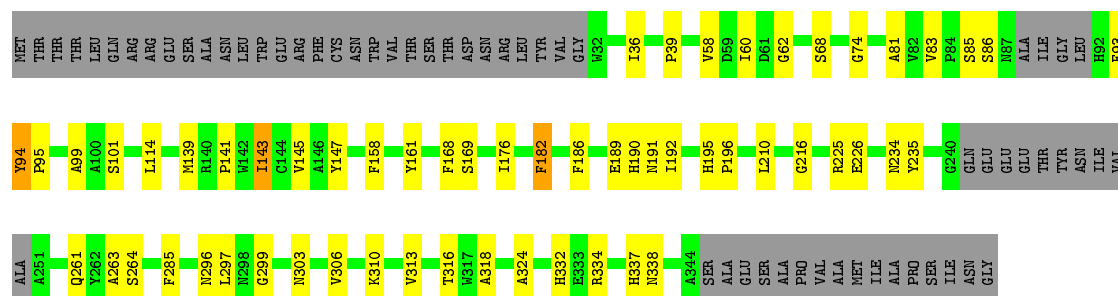 MET THR THR THR LEU GLN ARG ARG GLU SER ALA ASN LEU TRP GLU ARG PHE CYS ASN TRP VAL THR SER THR ASP ASN ARG LEU TYR VAL GLY W32 I36 P39 V58 D59 I60 D61 G62 S68 G74 A81 V82 V83 P84 S85 S86 N87 ALA ILE GLY LEU H92 F93
Y94 P95 A99 A100 S101 L114 M139 R140 P141 W142 I143 C144 V145 A146 Y147 F158 Y161 F168 S169 I176 F182 F186 E189 H190 N191 I192 H195 P196 L210 G216 R225 E226 N234 Y235 G240 GLN GLU GLU GLU THR TYR ASN ILE VAL
ALA A251 Q261 Y262 A263 S264 F285 N296 L297 N298 G299 N303 V306 K310 V313 T316 W317 A318 A324 H332 E333 R334 H337 N338 A344 SER ALA GLU SER ALA PRO VAL ALA MET ILE ALA PRO SER ILE ASN GLY